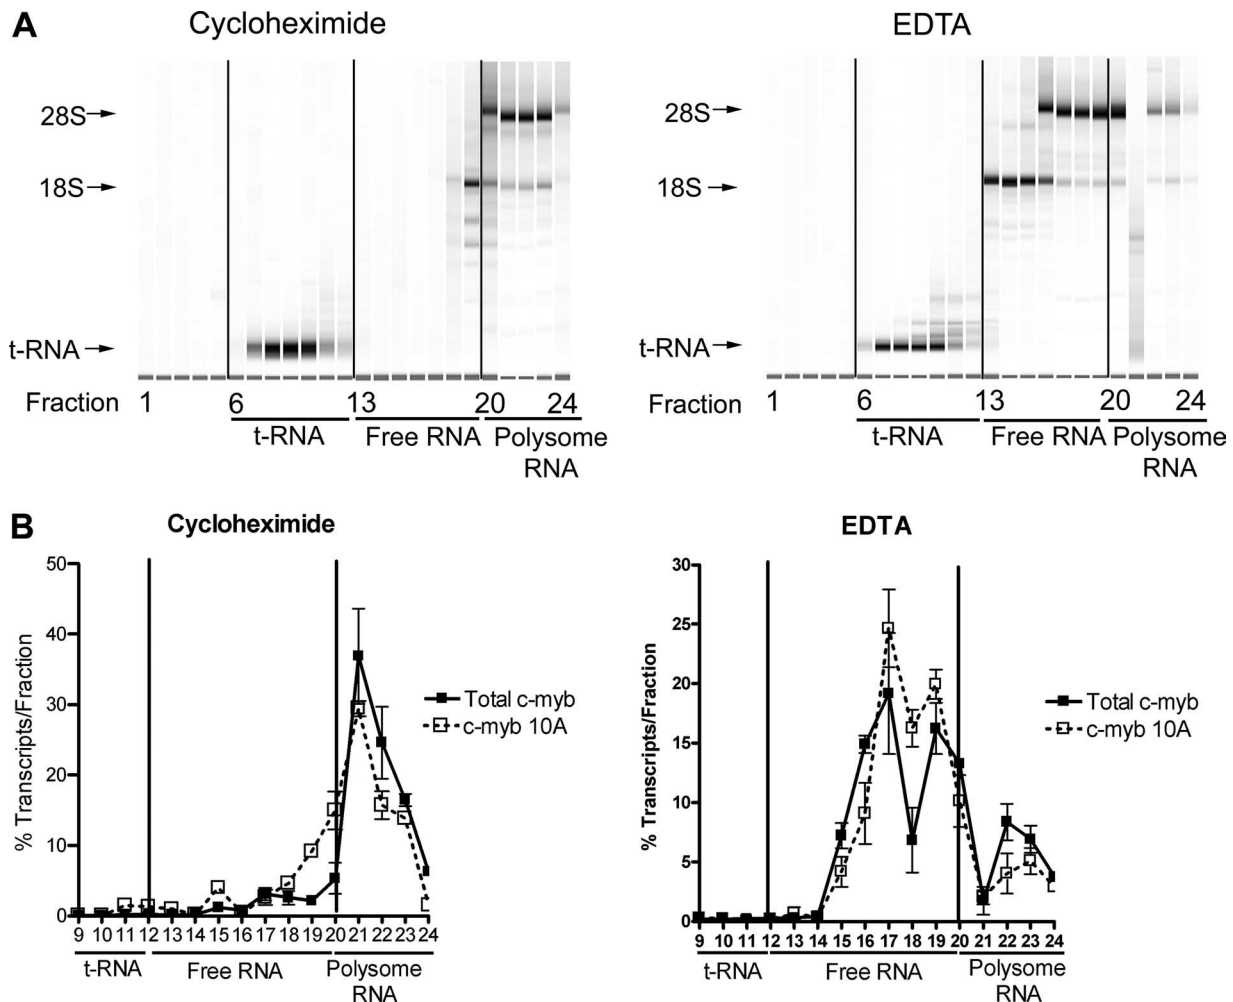 A
Cycloheximide
EDTA
28S
18S
t-RNA
Fraction
1 6 13 20 24
t-RNA
Free RNA
Polysome
RNA
28S
18S
t-RNA
Fraction
1 6 13 20 24
t-RNA
Free RNA
Polysome
RNA
B
Cycloheximide
% Transcripts/Fraction
50
40
30
20
10
0
9 10 11 12 13 14 15 16 17 18 19 20 21 22 23 24
t-RNA
Free RNA
Polysome
RNA
Total c-myb
c-myb 10A
EDTA
% Transcripts/Fraction
30
25
20
15
10
5
0
9 10 11 12 13 14 15 16 17 18 19 20 21 22 23 24
t-RNA
Free RNA
Polysome
RNA
Total c-myb
c-myb 10A